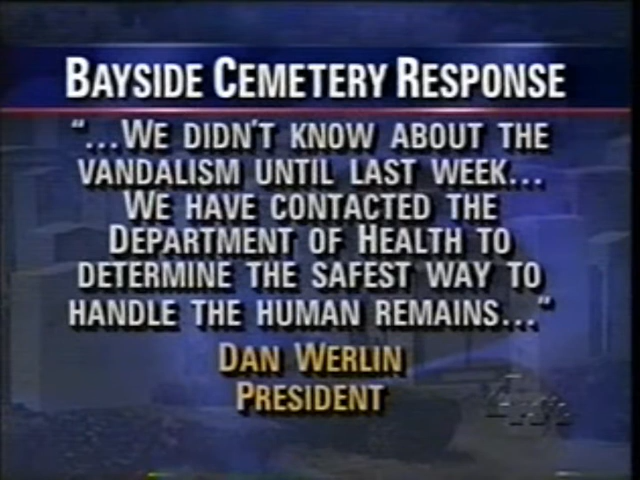 BAYSIDE CEMETERY RESPONSE
"...WE DIDN'T KNOW ABOUT THE
VANDALISM UNTIL LAST WEEK...
WE HAVE CONTACTED THE
DEPARTMENT OF HEALTH TO
DETERMINE THE SAFEST WAY TO
HANDLE THE HUMAN REMAINS..."
DAN WERLIN
PRESIDENT